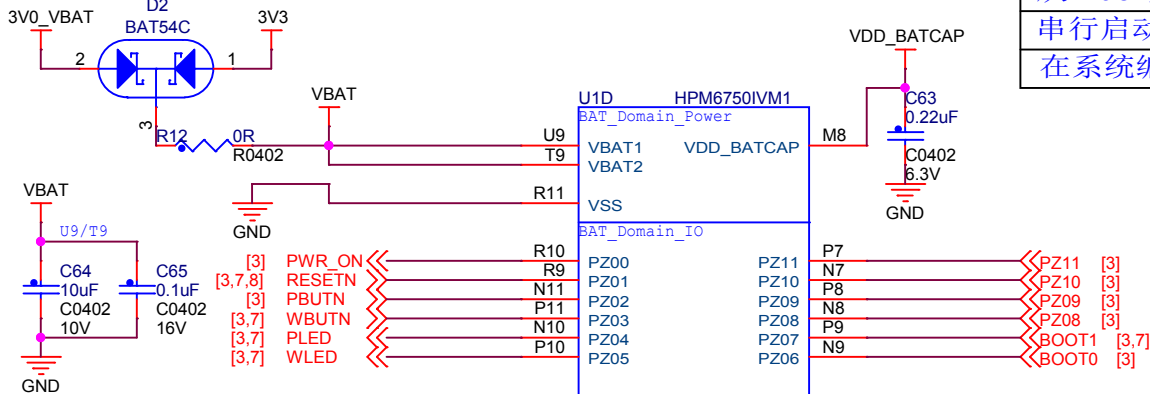 D2
BAT54C
3V0_VBAT
3V3
2
1
3
R12
0R
R0402
VBAT
U1D
HPM6750IVM1
BAT_Domain_Power
U9
VBAT1
T9
VBAT2
R11
VSS
VDD_BATCAP
M8
VDD_BATCAP
C63
0.22uF
C0402
6.3V
GND
GND
VBAT
U9/T9
C64
10uF
C0402
10V
C65
0.1uF
C0402
16V
GND
BAT_Domain_IO
[3] PWR_ON R10 PZ00
[3,7,8] RESETN R9 PZ01
[3] PBUTN N11 PZ02
[3,7] WBUTN P11 PZ03
[3,7] PLED N10 PZ04
[3,7] WLED P10 PZ05
PZ11 P7 PZ11 [3]
PZ10 N7 PZ10 [3]
PZ09 P8 PZ09 [3]
PZ08 N8 PZ08 [3]
PZ07 P9 BOOT1 [3,7]
PZ06 N9 BOOT0 [3]
串行启动
在系统编